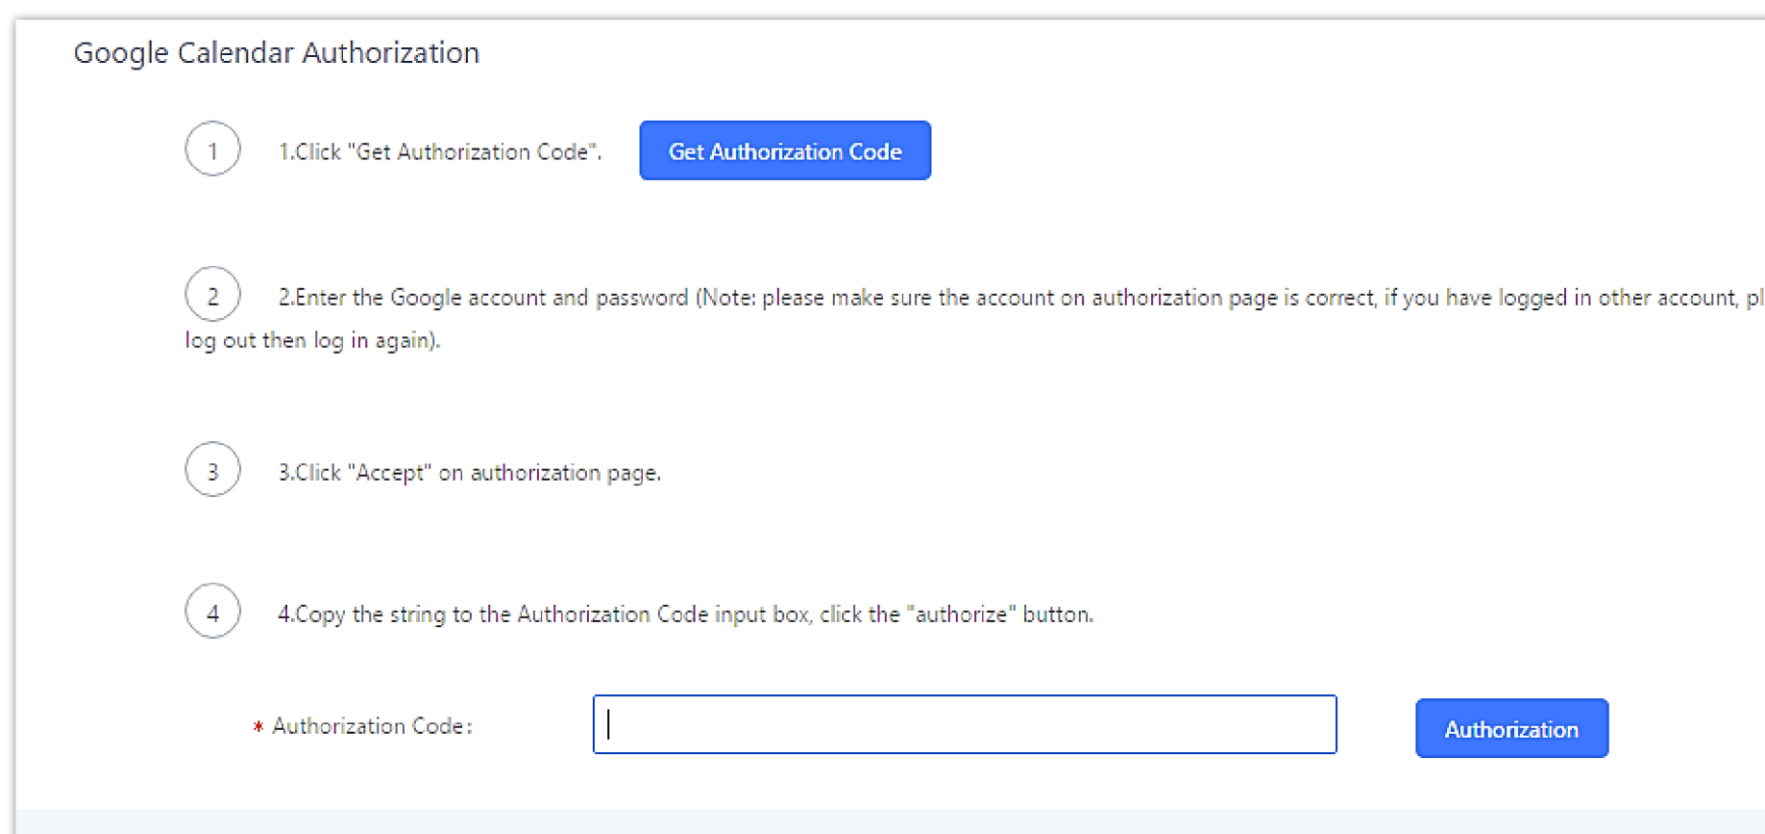 Google Calendar Authorization
1 1.Click "Get Authorization Code". Get Authorization Code
2 2.Enter the Google account and password (Note: please make sure the account on authorization page is correct, if you have logged in other account, pl
log out then log in again).
3 3.Click "Accept" on authorization page.
4 4.Copy the string to the Authorization Code input box, click the "authorize" button.
* Authorization Code: Authorization